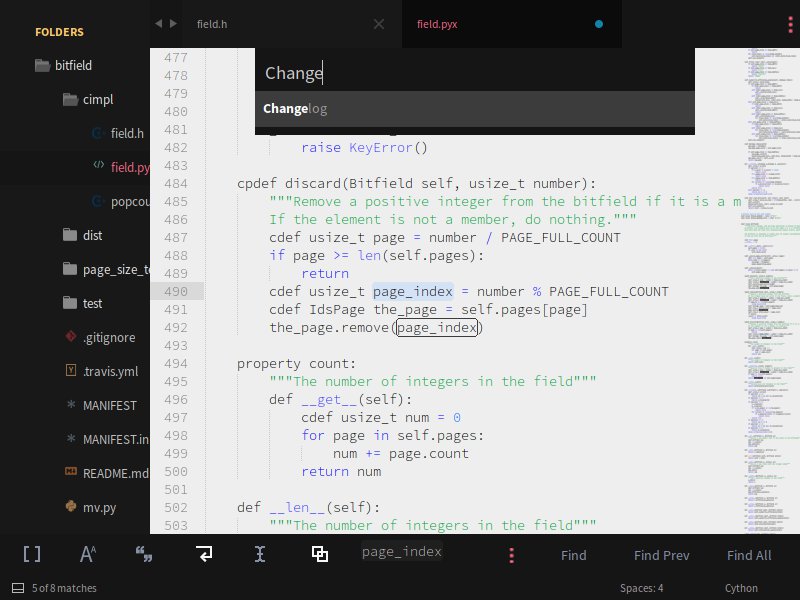 FOLDERS
bitfield
cimpl
field.h
field.py
popcou
dist
page_size_to
test
.gitignore
.travis.yml
MANIFEST
MANIFEST.in
README.md
mv.py
field.h
field.pyx
Change
Changelog
477
478
479
480
481
482 raise KeyError()
483
484 cpdef discard(Bitfield self, usize_t number):
485 """Remove a positive integer from the bitfield if it is a m
486 If the element is not a member, do nothing."""
487 cdef usize_t page = number / PAGE_FULL_COUNT
488 if page >= len(self.pages):
489 return
490 cdef usize_t page_index = number % PAGE_FULL_COUNT
491 cdef IdsPage the_page = self.pages[page]
492 the_page.remove(page_index)
493
494 property count:
495 """The number of integers in the field"""
496 def __get__(self):
497 cdef usize_t num = 0
498 for page in self.pages:
499 num += page.count
500 return num
501
502 def __len__(self):
503 """The number of integers in the field"""
page_index
Find
Find Prev
Find All
5 of 8 matches
Spaces: 4
Cython